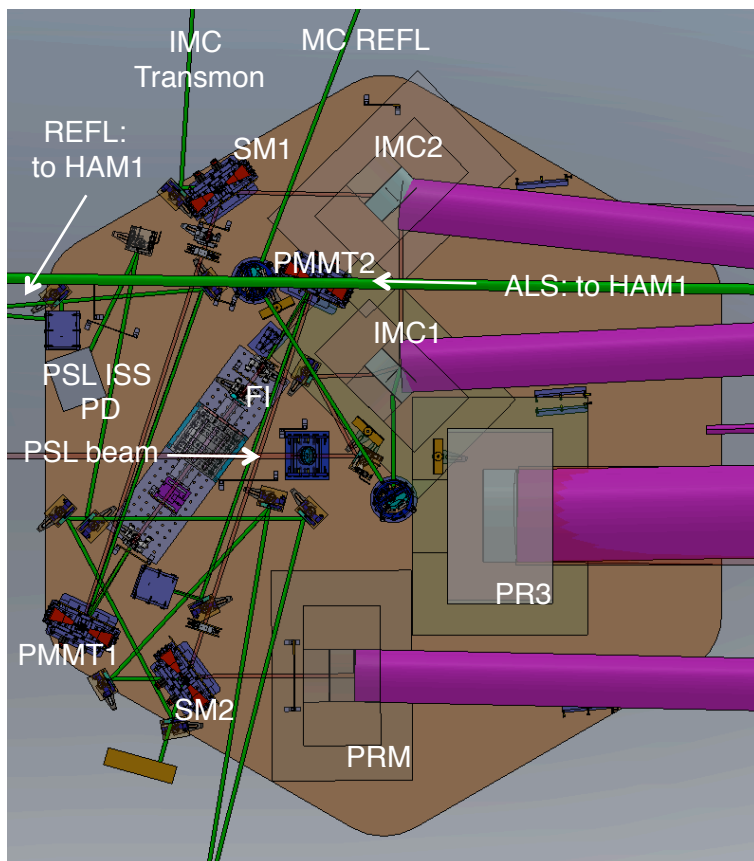 IMC
Transmon
MC REFL
REFL:
to HAM1
SM1
IMC2
PMMT2
ALS: to HAM1
IMC1
PSL ISS
PD
FI
PSL beam
PR3
PMMT1
SM2
PRM